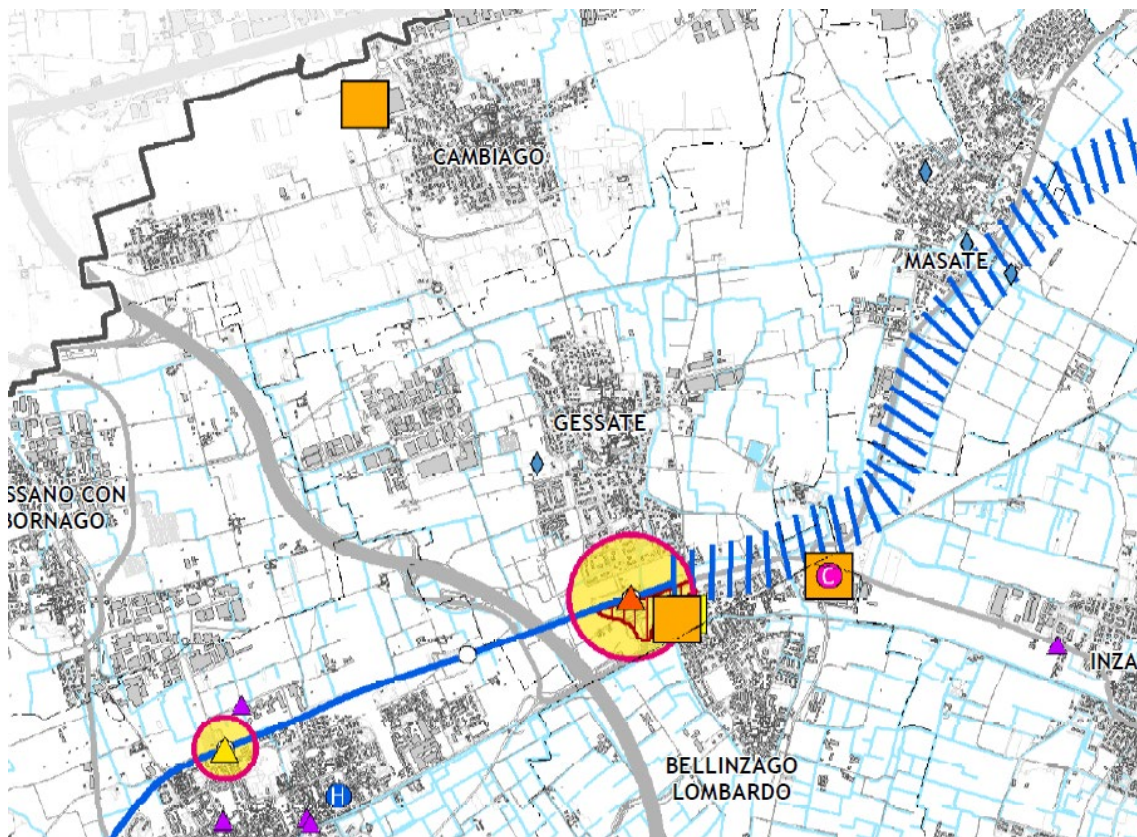 CAMBIAGO
MASATE
GESSATE
SSANO CON
BORNAGO
C
INZA
BELLINZAGO
LOMBARDO
H